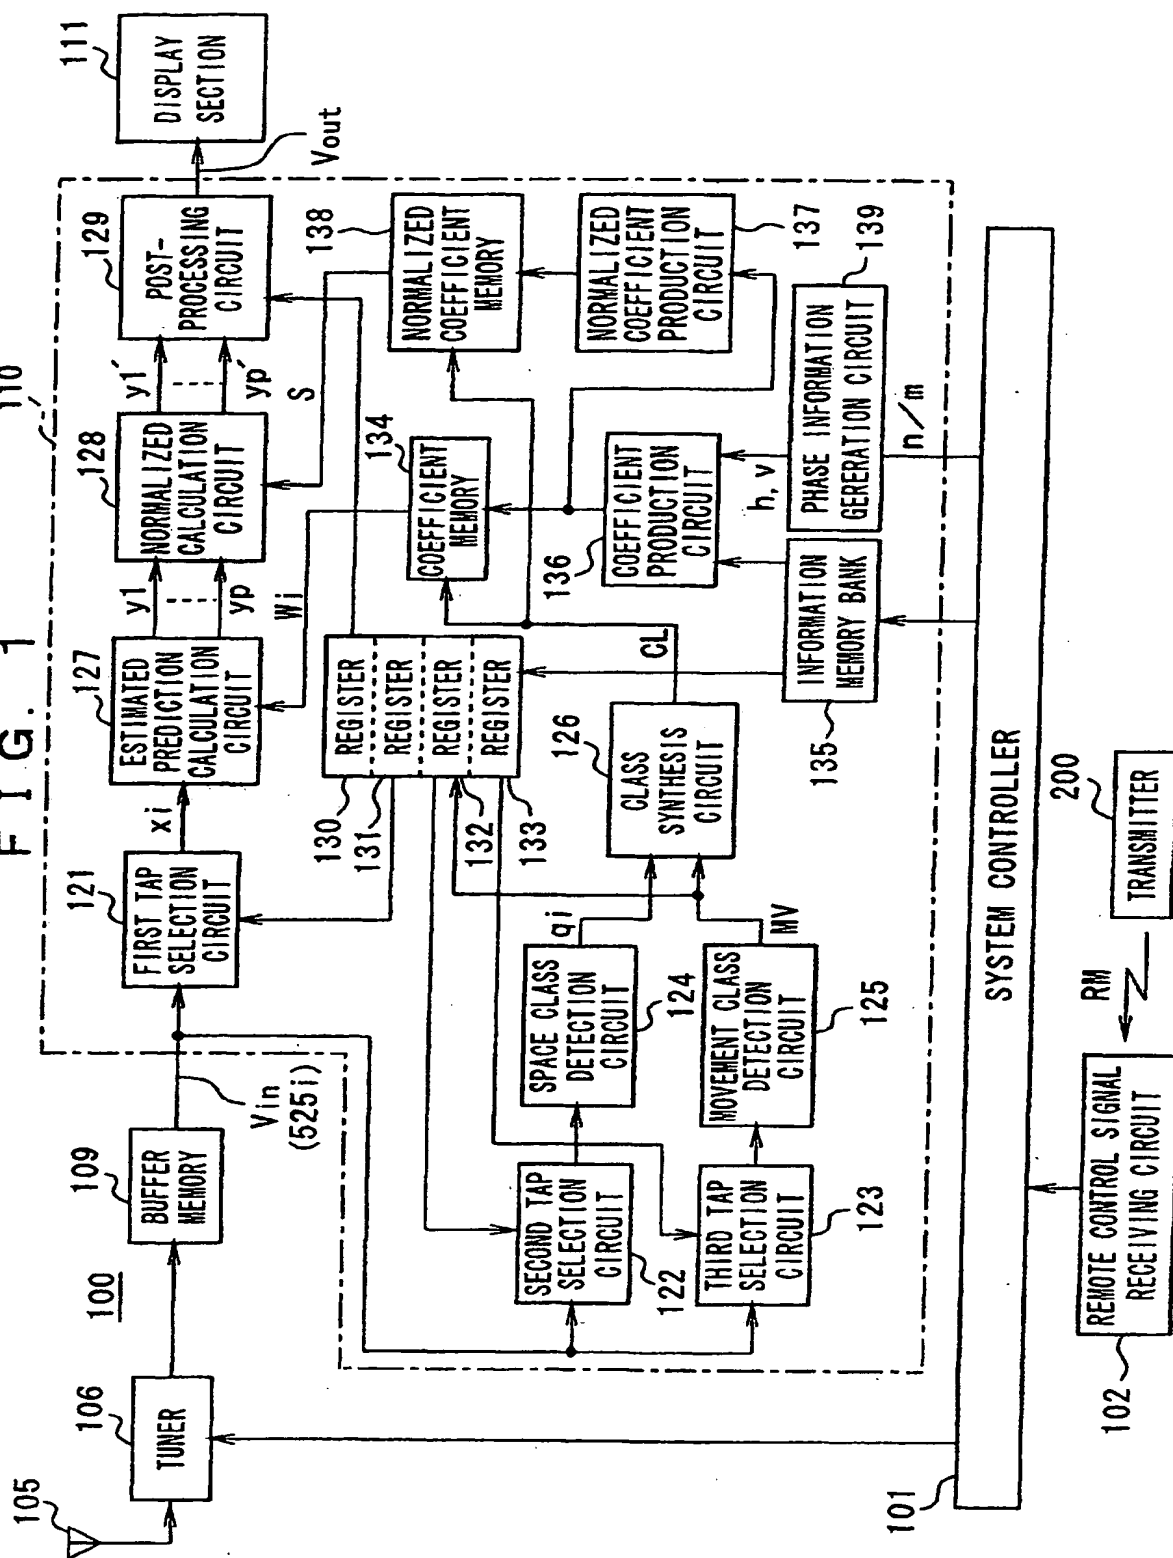 FIG. 1
100
110
105
106
TUNER
109
BUFFER
MEMORY
Vin
(525i)
121
FIRST TAP
SELECTION
CIRCUIT
xi
127
ESTIMATED
PREDICTION
CALCULATION
CIRCUIT
y1
yp
128
NORMALIZED
CALCULATION
CIRCUIT
y1′
yp′
129
POST-
PROCESSING
CIRCUIT
Vout
111
DISPLAY
SECTION
Wi
S
130
REGISTER
131
REGISTER
132
REGISTER
133
REGISTER
134
COEFFICIENT
MEMORY
138
NORMALIZED
COEFFICIENT
MEMORY
122
SECOND TAP
SELECTION
CIRCUIT
124
SPACE CLASS
DETECTION
CIRCUIT
qi
126
CLASS
SYNTHESIS
CIRCUIT
CL
136
COEFFICIENT
PRODUCTION
CIRCUIT
137
NORMALIZED
COEFFICIENT
PRODUCTION
CIRCUIT
123
THIRD TAP
SELECTION
CIRCUIT
125
MOVEMENT CLASS
DETECTION
CIRCUIT
MV
135
INFORMATION
MEMORY BANK
h, v
139
PHASE INFORMATION
GERERATION CIRCUIT
n/m
101
SYSTEM CONTROLLER
102
REMOTE CONTROL SIGNAL
RECEIVING CIRCUIT
RM
200
TRANSMITTER